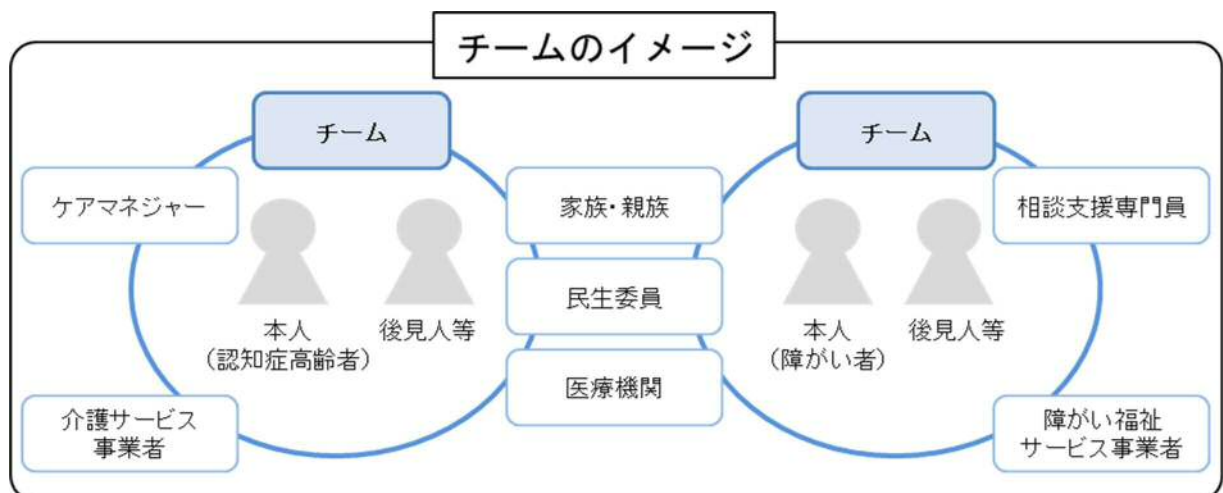 チームのイメージ
チーム
ケアマネジャー
本人
(認知症高齢者)
後見人等
介護サービス
事業者
家族・親族
民生委員
医療機関
チーム
相談支援専門員
本人
(障がい者)
後見人等
障がい福祉
サービス事業者